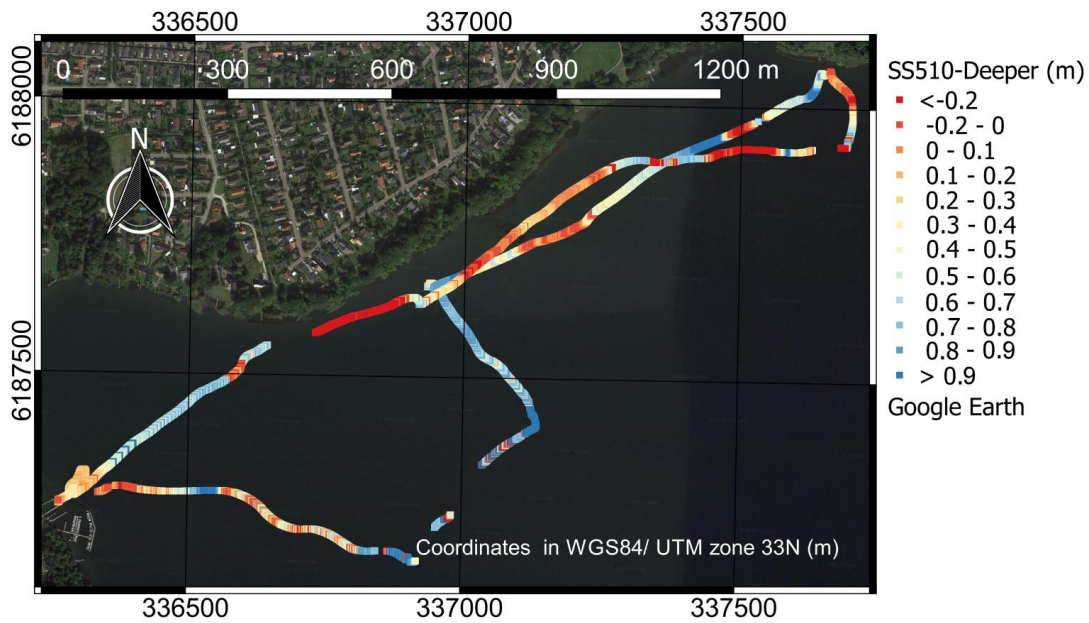 336500 337000 337500
0 300 600 900 1200 m
6188000
N
6187500
Coordinates in WGS84/ UTM zone 33N (m)
336500 337000 337500
SS510-Deeper (m)
<-0.2
-0.2 - 0
0 - 0.1
0.1 - 0.2
0.2 - 0.3
0.3 - 0.4
0.4 - 0.5
0.5 - 0.6
0.6 - 0.7
0.7 - 0.8
0.8 - 0.9
> 0.9
Google Earth